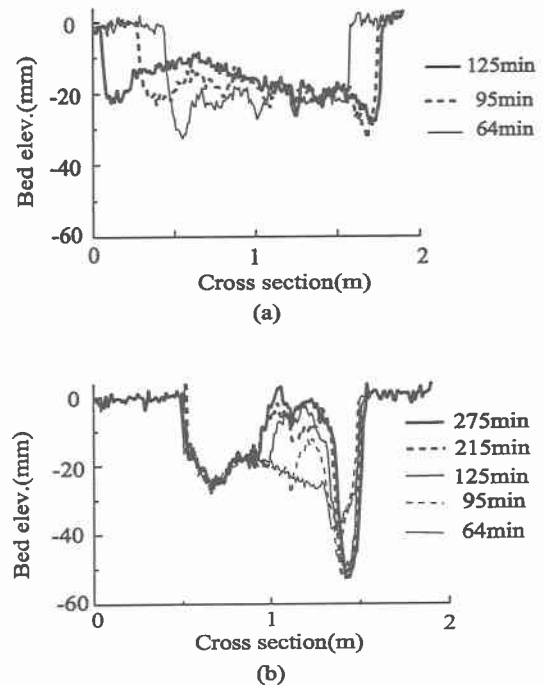 Bed elev.(mm)
0
-20
-40
-60
0
1
2
125min
95min
64min
Cross section(m)
(a)
Bed elev.(mm)
0
-20
-40
-60
0
1
2
275min
215min
125min
95min
64min
Cross section(m)
(b)